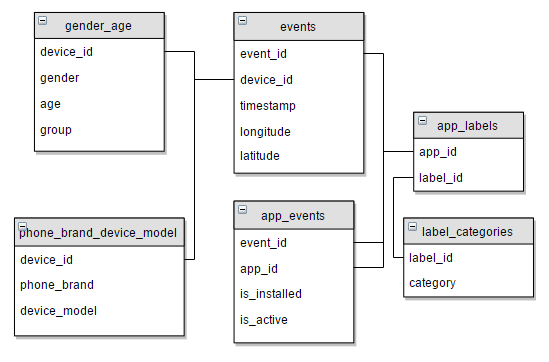 gender_age
device_id
gender
age
group
events
event_id
device_id
timestamp
longitude
latitude
app_labels
app_id
label_id
phone_brand_device_model
device_id
phone_brand
device_model
app_events
event_id
app_id
is_installed
is_active
label_categories
label_id
category